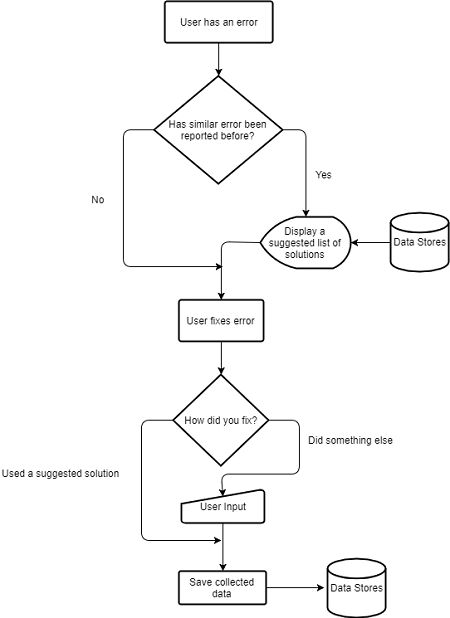 User has an error
Has similar error been
reported before?
No
Yes
Display a
suggested list of
solutions
Data Stores
User fixes error
How did you fix?
Did something else
Used a suggested solution
User Input
Save collected
data
Data Stores